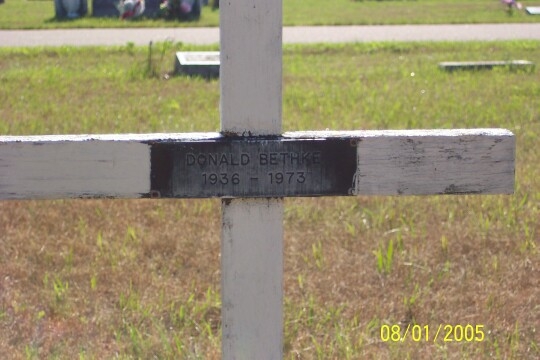 DONALD BETHKE
1936 - 1973
08/01/2005